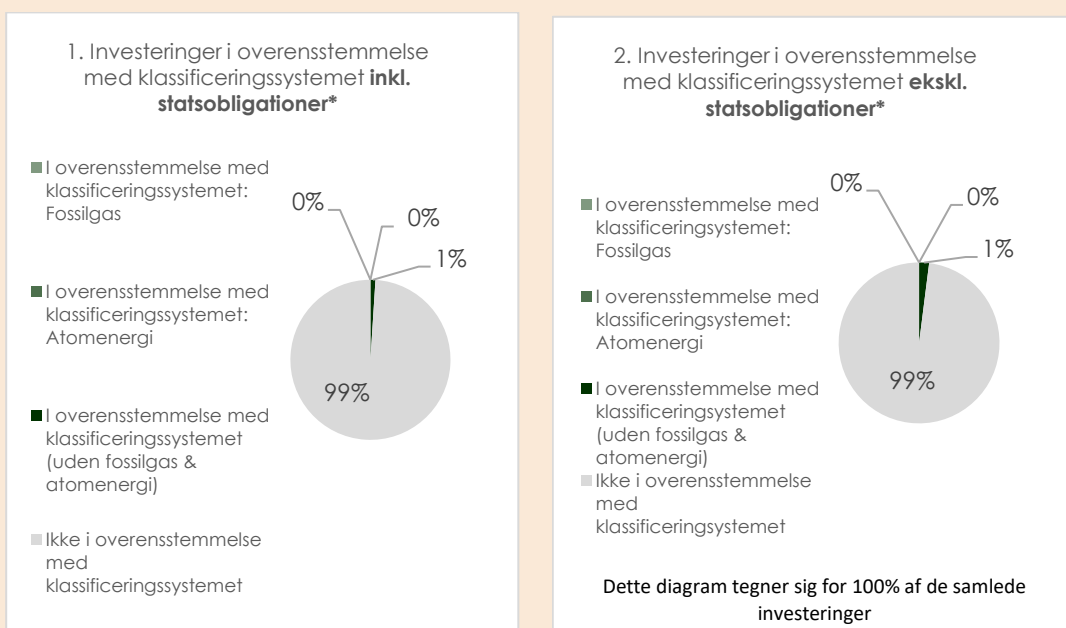 1. Investeringer i overensstemmelse
med klassificeringssystemet inkl.
statsobligationer*
I overensstemmelse med
klassificeringssystemet:
Fossilgas
I overensstemmelse med
klassificeringssystemet:
Atomenergi
I overensstemmelse med
klassificeringssystemet
(uden fossilgas &
atomenergi)
Ikke i overensstemmelse
med
klassificeringsystemet
0%
0%
1%
99%
2. Investeringer i overensstemmelse
med klassificeringssystemet ekskl.
statsobligationer*
I overensstemmelse med
klassificeringssystemet:
Fossilgas
I overensstemmelse med
klassificeringssystemet:
Atomenergi
I overensstemmelse med
klassificeringssystemet
(uden fossilgas &
atomenergi)
Ikke i overensstemmelse
med
klassificeringsystemet
0%
0%
1%
99%
Dette diagram tegner sig for 100% af de samlede
investeringer